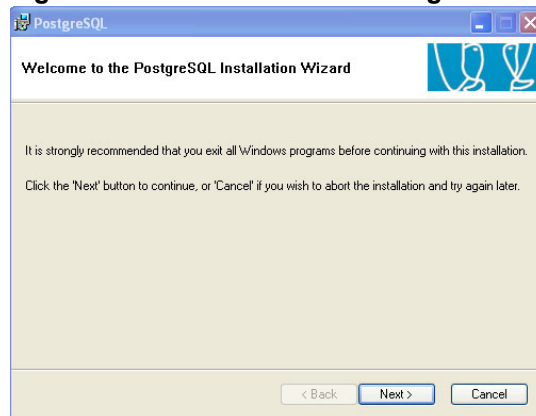 PostgreSQL
Welcome to the PostgreSQL Installation Wizard
It is strongly recommended that you exit all Windows programs before continuing with this installation.
Click the 'Next' button to continue, or 'Cancel' if you wish to abort the installation and try again later.
< Back Next > Cancel